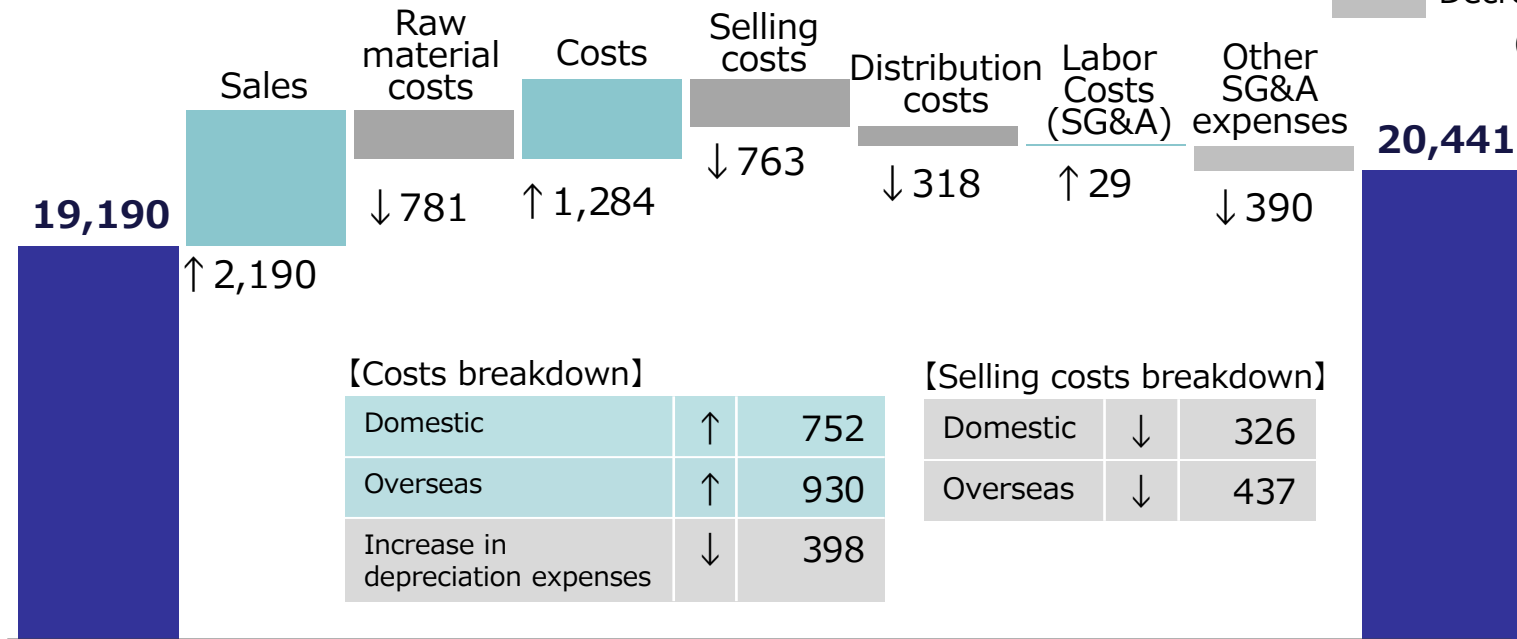 19,190
Sales
↑2,190
Raw
material
costs
↓781
Costs
↑1,284
Selling
costs
↓763
Distribution
costs
↓318
Labor
Costs
(SG&A)
↑29
Other
SG&A
expenses
↓390
20,441
【Costs breakdown】
Domestic ↑ 752
Overseas ↑ 930
Increase in
depreciation expenses ↓ 398
【Selling costs breakdown】
Domestic ↓ 326
Overseas ↓ 437